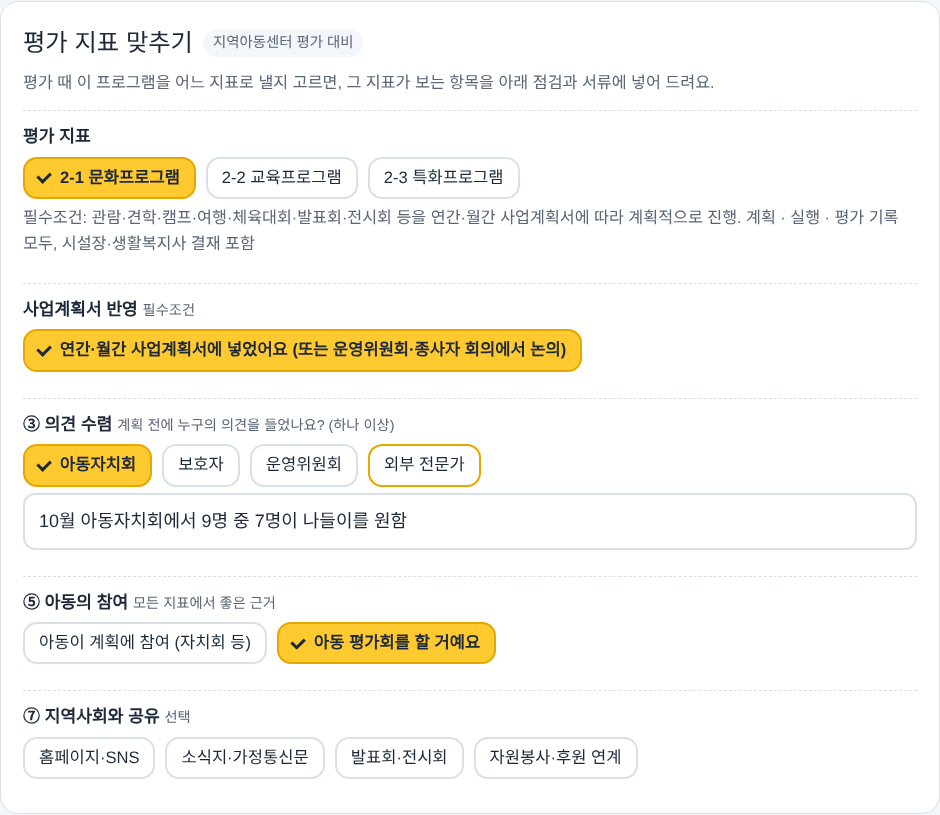 평가 지표 맞추기 지역아동센터 평가 대비
평가 때 이 프로그램을 어느 지표로 낼지 고르면, 그 지표가 보는 항목을 아래 점검과 서류에 넣어 드려요.
평가 지표
2-1 문화프로그램 2-2 교육프로그램 2-3 특화프로그램
필수조건: 관람·견학·캠프·여행·체육대회·발표회·전시회 등을 연간·월간 사업계획서에 따라 계획적으로 진행. 계획 · 실행 · 평가 기록
모두, 시설장·생활복지사 결재 포함
사업계획서 반영 필수조건
연간·월간 사업계획서에 넣었어요 (또는 운영위원회·종사자 회의에서 논의)
③ 의견 수렴 계획 전에 누구의 의견을 들었나요? (하나 이상)
아동자치회 보호자 운영위원회 외부 전문가
10월 아동자치회에서 9명 중 7명이 나들이를 원함
⑤ 아동의 참여 모든 지표에서 좋은 근거
아동이 계획에 참여 (자치회 등) 아동 평가회를 할 거예요
⑦ 지역사회와 공유 선택
홈페이지·SNS 소식지·가정통신문 발표회·전시회 자원봉사·후원 연계